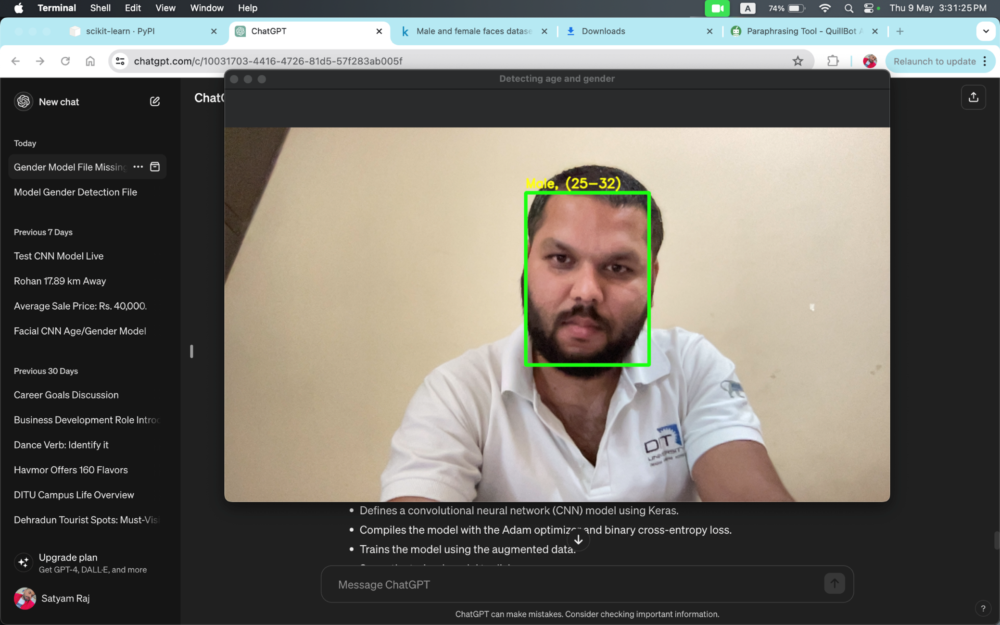 Terminal Shell Edit View Window Help
A 74% Thu 9 May 3:31:25 PM
scikit-learn · PyPI
ChatGPT
Male and female faces datase
Downloads
Paraphrasing Tool - QuillBot A
chatgpt.com/c/10031703-4416-4726-81d5-57f283ab005f
Relaunch to update
New chat
Today
Gender Model File Missing
Model Gender Detection File
Previous 7 Days
Test CNN Model Live
Rohan 17.89 km Away
Average Sale Price: Rs. 40,000.
Facial CNN Age/Gender Model
Previous 30 Days
Career Goals Discussion
Business Development Role Introd
Dance Verb: Identify it
Havmor Offers 160 Flavors
DITU Campus Life Overview
Dehradun Tourist Spots: Must-Visi
Upgrade plan
Get GPT-4, DALL·E, and more
Satyam Raj
ChatG
Detecting age and gender
Male, (25-32)
DIT
UNIVERSITY
• Defines a convolutional neural network (CNN) model using Keras.
• Compiles the model with the Adam optimizer and binary cross-entropy loss.
• Trains the model using the augmented data.
Message ChatGPT
ChatGPT can make mistakes. Consider checking important information.
?